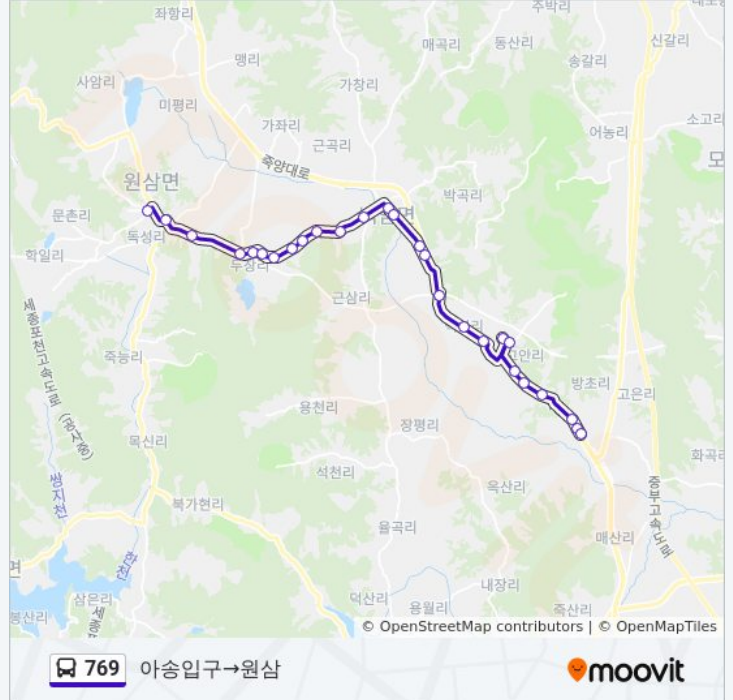 좌항리
주박리
맹리
매곡리
동산리
신갈리
사암리
가창리
송갈리
미평리
가좌리
근곡리
어농리
소고리
모
죽양대로
원삼면
박곡리
문촌리
독성리
두창리
학일리
근삼리
세종포천고속도로 (공사중)
죽능리
고안리
방초리
고은리
용천리
장평리
목신리
석천리
화곡리
쌍지천
북가현리
옥산리
중부고속도로
율곡리
매산리
면
한천
내장리
삼은리
덕산리
용월리
죽산리
봉산리
© OpenStreetMap contributors | © OpenMapTiles
769 아송입구→원삼
moovit